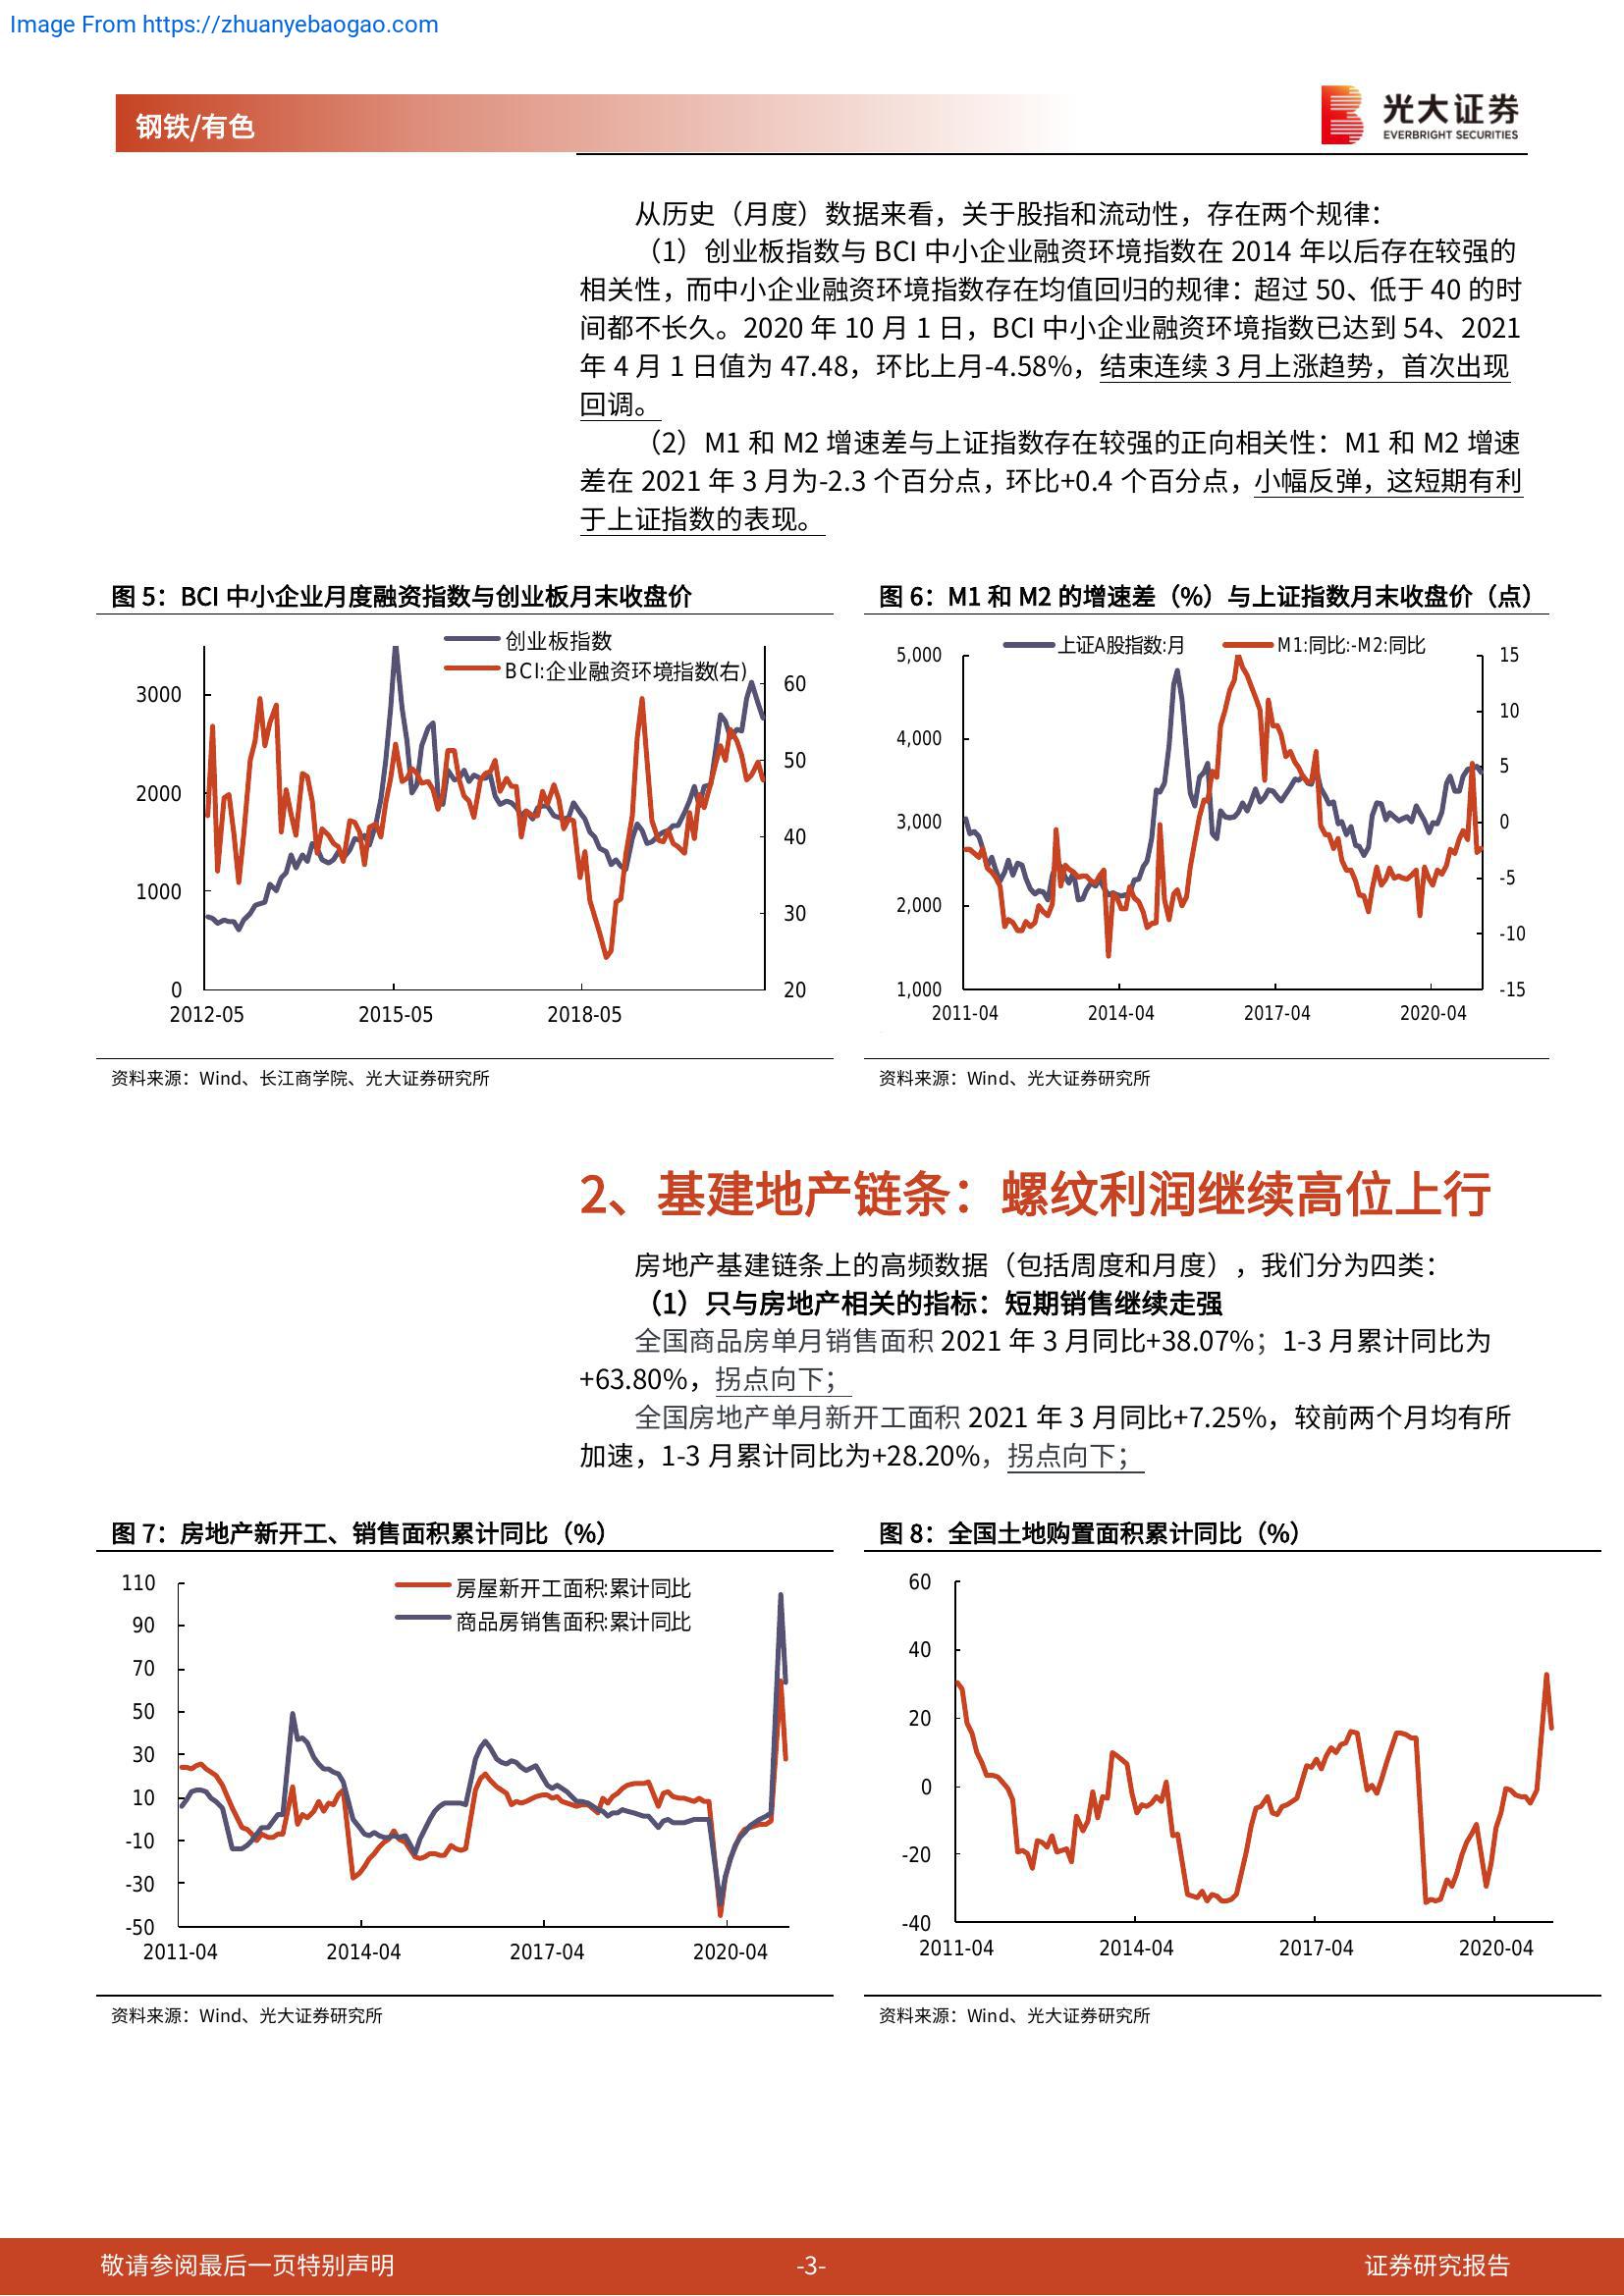 Image From https://zhuanyebaogao.com
钢铁/有色
光大证券
EVERBRIGHT SECURITIES
从历史（月度）数据来看，关于股指和流动性，存在两个规律：
（1）创业板指数与 BCI 中小企业融资环境指数在 2014 年以后存在较强的
相关性，而中小企业融资环境指数存在均值回归的规律：超过 50、低于 40 的时
间都不长久。2020 年 10 月 1 日，BCI 中小企业融资环境指数已达到 54、2021
年 4 月 1 日值为 47.48，环比上月-4.58%，结束连续 3 月上涨趋势，首次出现
回调。
（2）M1 和 M2 增速差与上证指数存在较强的正向相关性：M1 和 M2 增速
差在 2021 年 3 月为-2.3 个百分点，环比+0.4 个百分点，小幅反弹，这短期有利
于上证指数的表现。
图 5：BCI 中小企业月度融资指数与创业板月末收盘价
创业板指数
BCI:企业融资环境指数(右)
3000
2000
1000
0
60
50
40
30
20
2012-05
2015-05
2018-05
资料来源：Wind、长江商学院、光大证券研究所
图 6：M1 和 M2 的增速差（%）与上证指数月末收盘价（点）
上证A股指数:月
M1:同比:-M2:同比
5,000
4,000
3,000
2,000
1,000
15
10
5
0
-5
-10
-15
2011-04
2014-04
2017-04
2020-04
资料来源：Wind、光大证券研究所
2、基建地产链条：螺纹利润继续高位上行
房地产基建链条上的高频数据（包括周度和月度），我们分为四类：
（1）只与房地产相关的指标：短期销售继续走强
全国商品房单月销售面积 2021 年 3 月同比+38.07%；1-3 月累计同比为
+63.80%，拐点向下；
全国房地产单月新开工面积 2021 年 3 月同比+7.25%，较前两个月均有所
加速，1-3 月累计同比为+28.20%，拐点向下；
图 7：房地产新开工、销售面积累计同比（%）
房屋新开工面积:累计同比
商品房销售面积:累计同比
110
90
70
50
30
10
-10
-30
-50
2011-04
2014-04
2017-04
2020-04
资料来源：Wind、光大证券研究所
图 8：全国土地购置面积累计同比（%）
60
40
20
0
-20
-40
2011-04
2014-04
2017-04
2020-04
资料来源：Wind、光大证券研究所
敬请参阅最后一页特别声明
-3-
证券研究报告